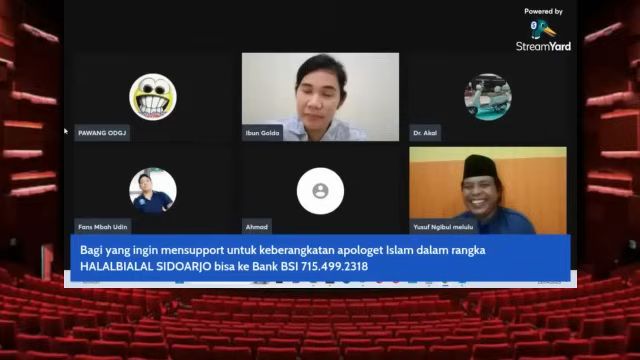 Powered by
StreamYard
PAWANG ODGJ
Ibun Golda
Dr. Akal
Fans Mbah Udin
Ahmad
Yusuf Ngibul melulu
Bagi yang ingin mensupport untuk keberangkatan apologet Islam dalam rangka
HALALBIALAL SIDOARJO bisa ke Bank BSI 715.499.2318